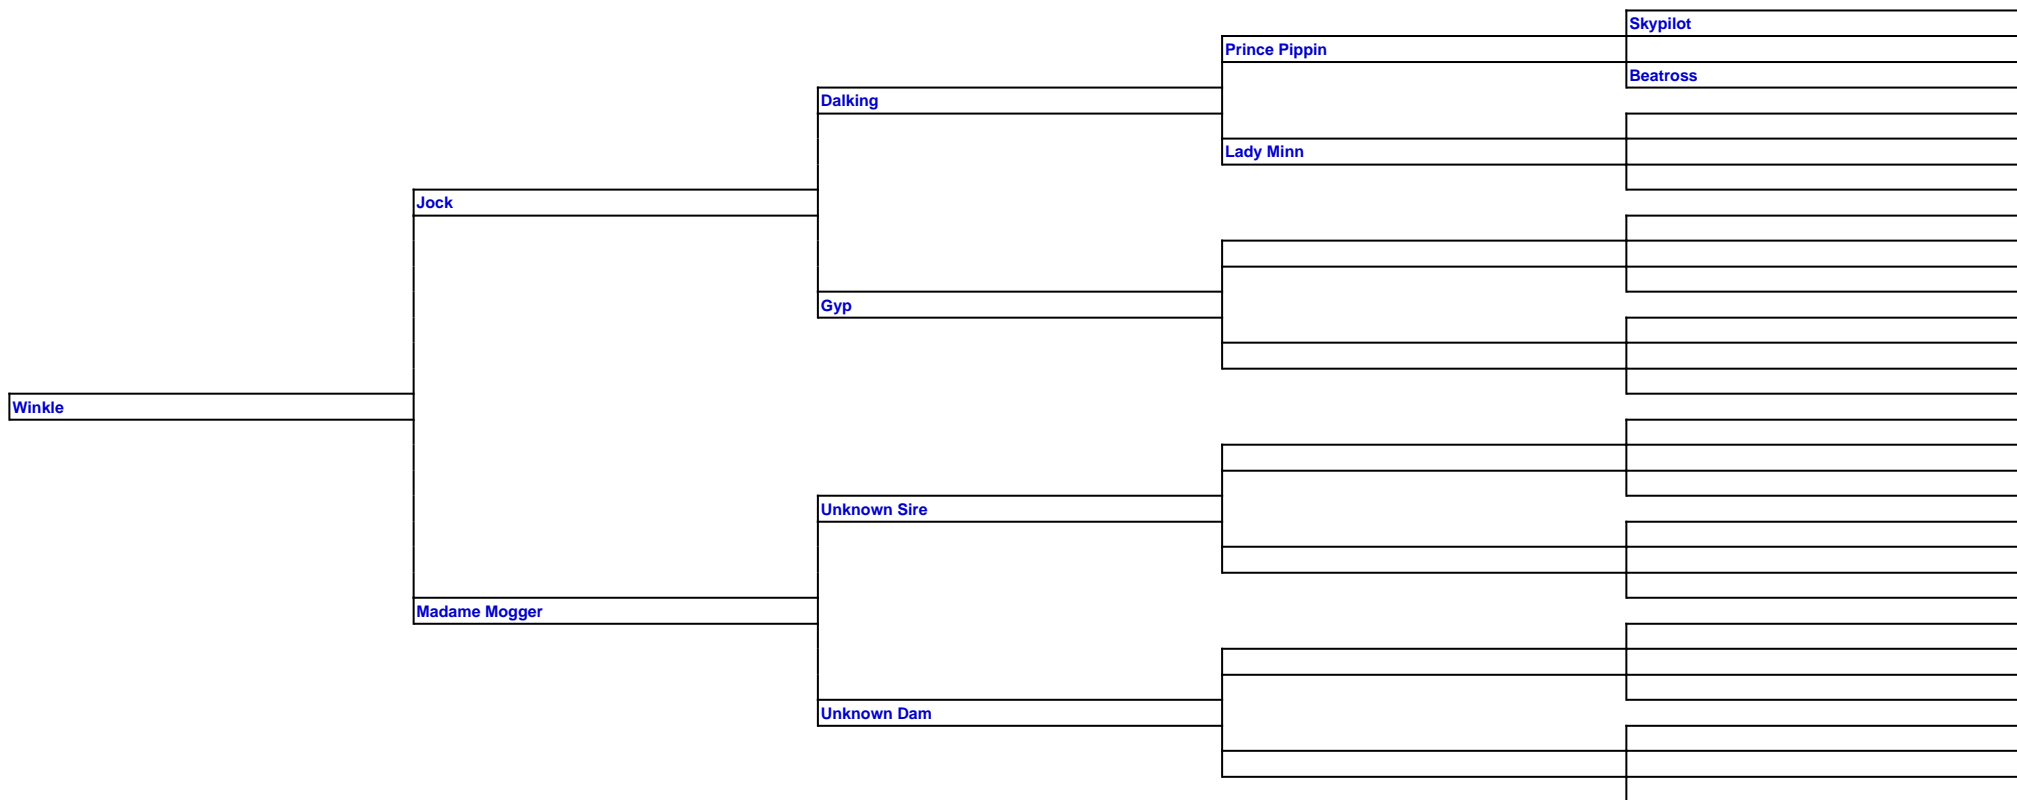 Skypilot
Prince Pippin
Beatross
Dalking
Lady Minn
Jock
Gyp
Winkle
Unknown Sire
Madame Mogger
Unknown Dam